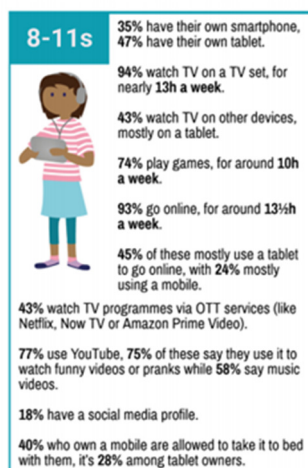 8-11s
35% have their own smartphone,
47% have their own tablet.
94% watch TV on a TV set, for
nearly 13h a week.
43% watch TV on other devices,
mostly on a tablet.
74% play games, for around 10h
a week.
93% go online, for around 13½h
a week.
45% of these mostly use a tablet
to go online, with 24% mostly
using a mobile.
43% watch TV programmes via OTT services (like
Netflix, Now TV or Amazon Prime Video).
77% use YouTube, 75% of these say they use it to
watch funny videos or pranks while 58% say music
videos.
18% have a social media profile.
40% who own a mobile are allowed to take it to bed
with them, it's 28% among tablet owners.